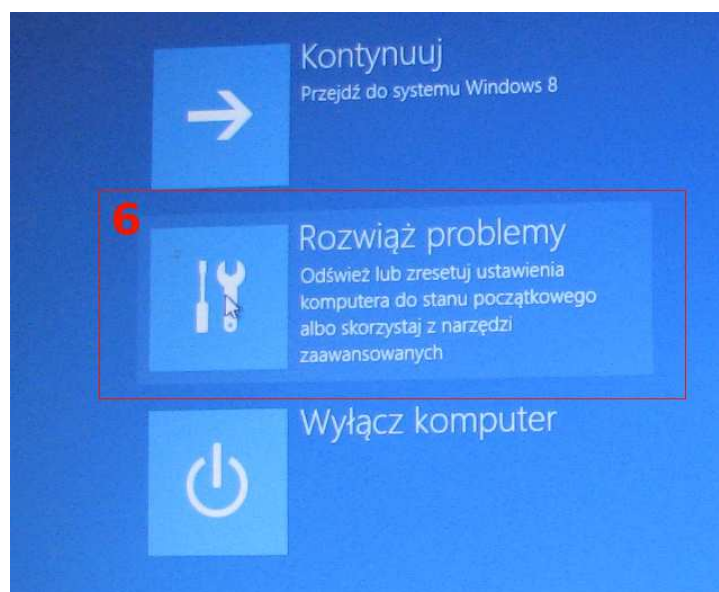 Kontynuuj
Przejdź do systemu Windows 8
6
Rozwiąż problemy
Odśwież lub zresetuj ustawienia
komputera do stanu początkowego
albo skorzystaj z narzędzi
zaawansowanych
Wyłącz komputer